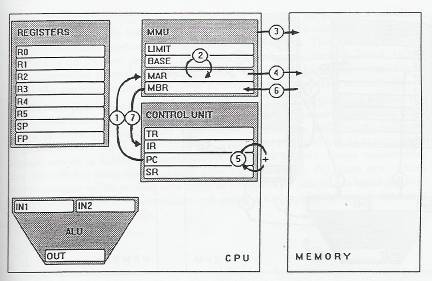 REGISTERS
R0
R1
R2
R3
R4
R5
SP
FP
MMU
LIMIT
BASE
MAR
MBR
2
3
4
6
1
7
CONTROL UNIT
TR
IR
PC
SR
5
+
IN1
IN2
ALU
OUT
CPU
MEMORY